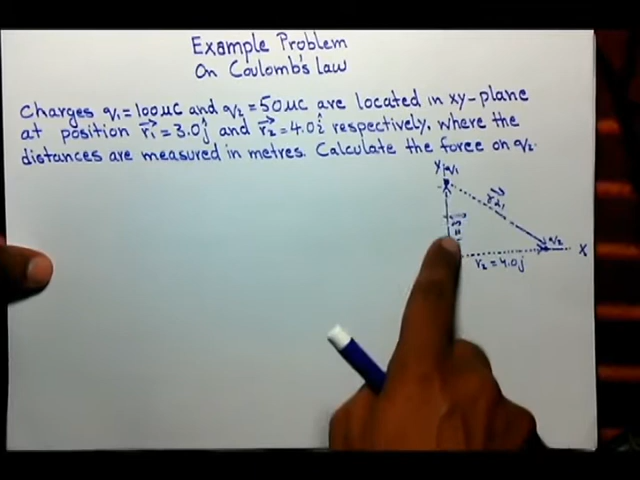 Example Problem
On Coulomb's Law
Charges q₁=100μC and q₂=50μC are located in xy-plane
at position r⃗₁=3.0ĵ and r⃗₂=4.0î respectively, where the
distances are measured in metres. Calculate the force on q₂.
y q₁
r⃗₂₁
q₂ X
r₂=4.0j